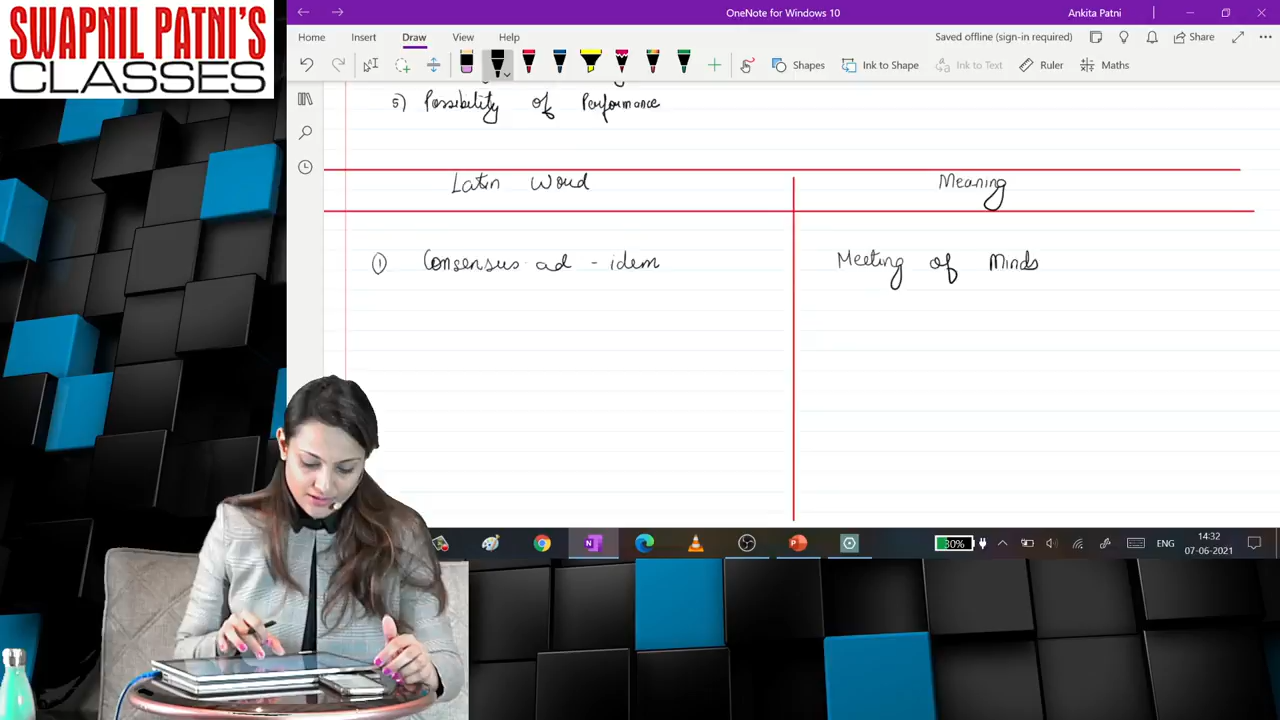 SWAPNIL PATNI'S
CLASSES
OneNote for Windows 10
Ankita Patni
Home Insert Draw View Help
Saved offline (sign-in required)
Share
Shapes
Ink to Shape
Ink to Text
Ruler
Maths
5) Possibility of Performance
Latin Word Meaning
① Consensus ad - idem Meeting of Minds
30%
ENG
14:32
07-06-2021